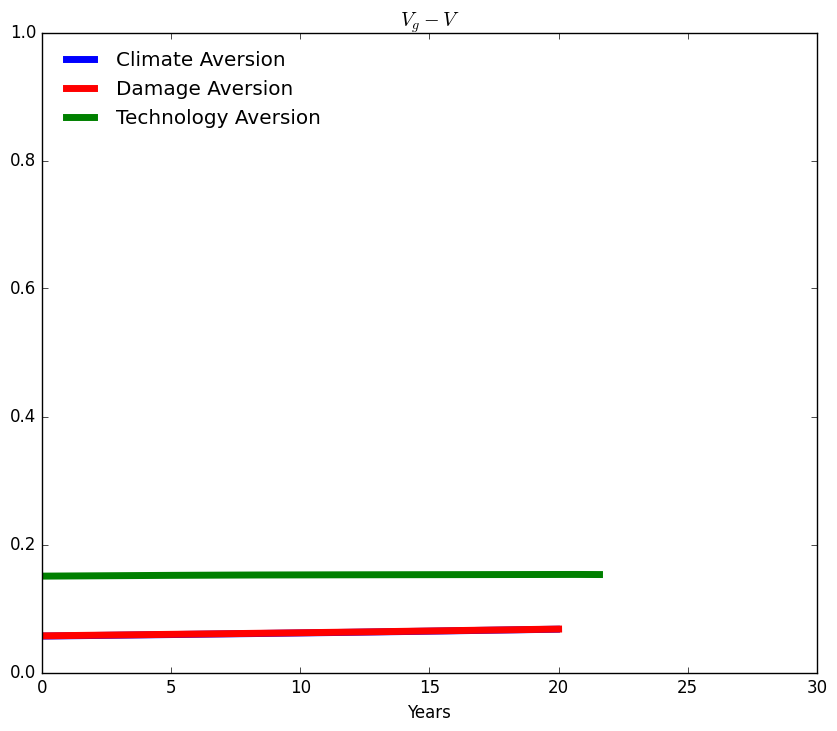 V_g − V
1.0
Climate Aversion
Damage Aversion
Technology Aversion
0.8
0.6
0.4
0.2
0.0
0 5 10 15 20 25 30
Years